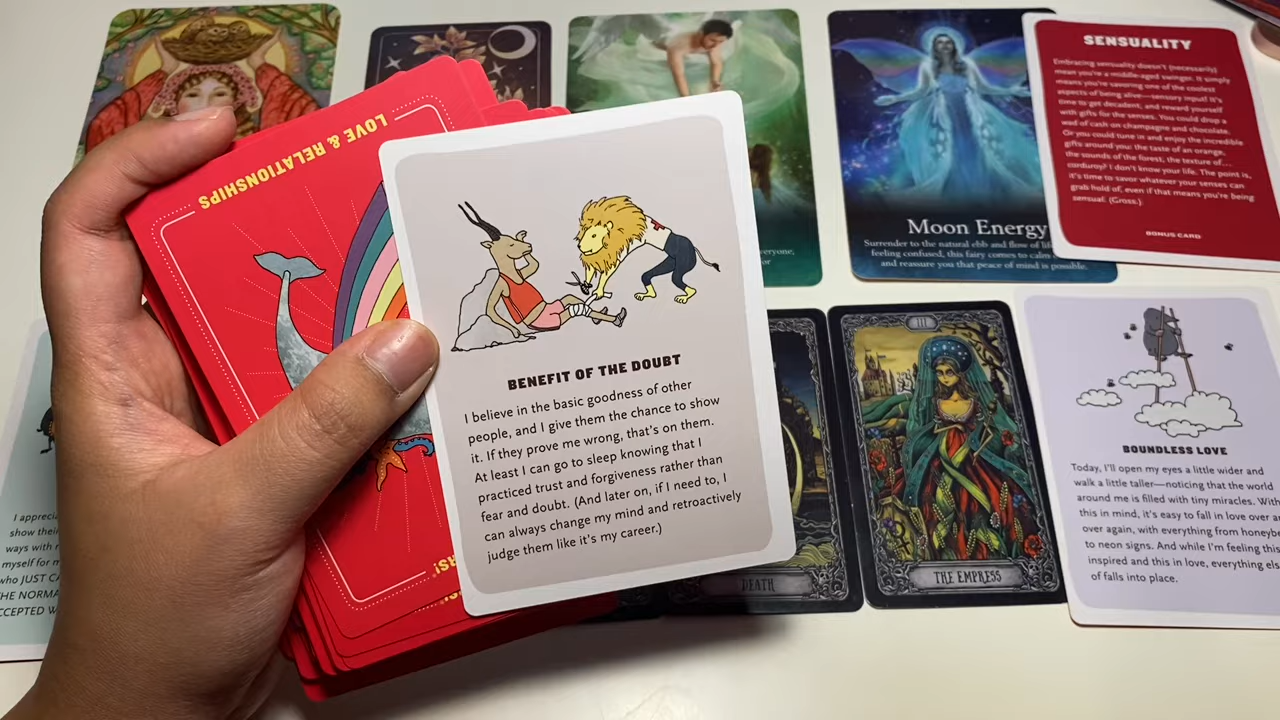 LOVE & RELATIONSHIPS
BENEFIT OF THE DOUBT
I believe in the basic goodness of other
people, and I give them the chance to show
it. If they prove me wrong, that's on them.
At least I can go to sleep knowing that I
practiced trust and forgiveness rather than
fear and doubt. (And later on, if I need to, I
can always change my mind and retroactively
judge them like it's my career.)
SENSUALITY
Embracing sensuality doesn't (necessarily)
mean you're a middle-aged swinger. It simply
means you're savoring one of the coolest
aspects of being alive—sensory input! It's
time to get decadent, and reward yourself
with gifts for the senses. You could drop a
wad of cash on champagne and chocolate.
Or you could tune in and enjoy the incredible
gifts around you: the taste of an orange,
the sounds of the forest, the texture of...
corduroy? I don't know your life. The point is,
it's time to savor whatever your senses can
grab hold of, even if that means you're being
sensual. (Gross.)
BONUS CARD
Moon Energy
Surrender to the natural ebb and flow of
feeling confused, this fairy comes to calm
and reassure you that peace of mind is possible.
DEATH
III
THE EMPRESS
BOUNDLESS LOVE
Today, I'll open my eyes a little wider and
walk a little taller—noticing that the world
around me is filled with tiny miracles. With
this in mind, it's easy to fall in love over
over again, with everything from
to neon signs. And while I'm feeling this
inspired and this in love, everything
of falls into place.
show their
ways with
myself for
who JUST